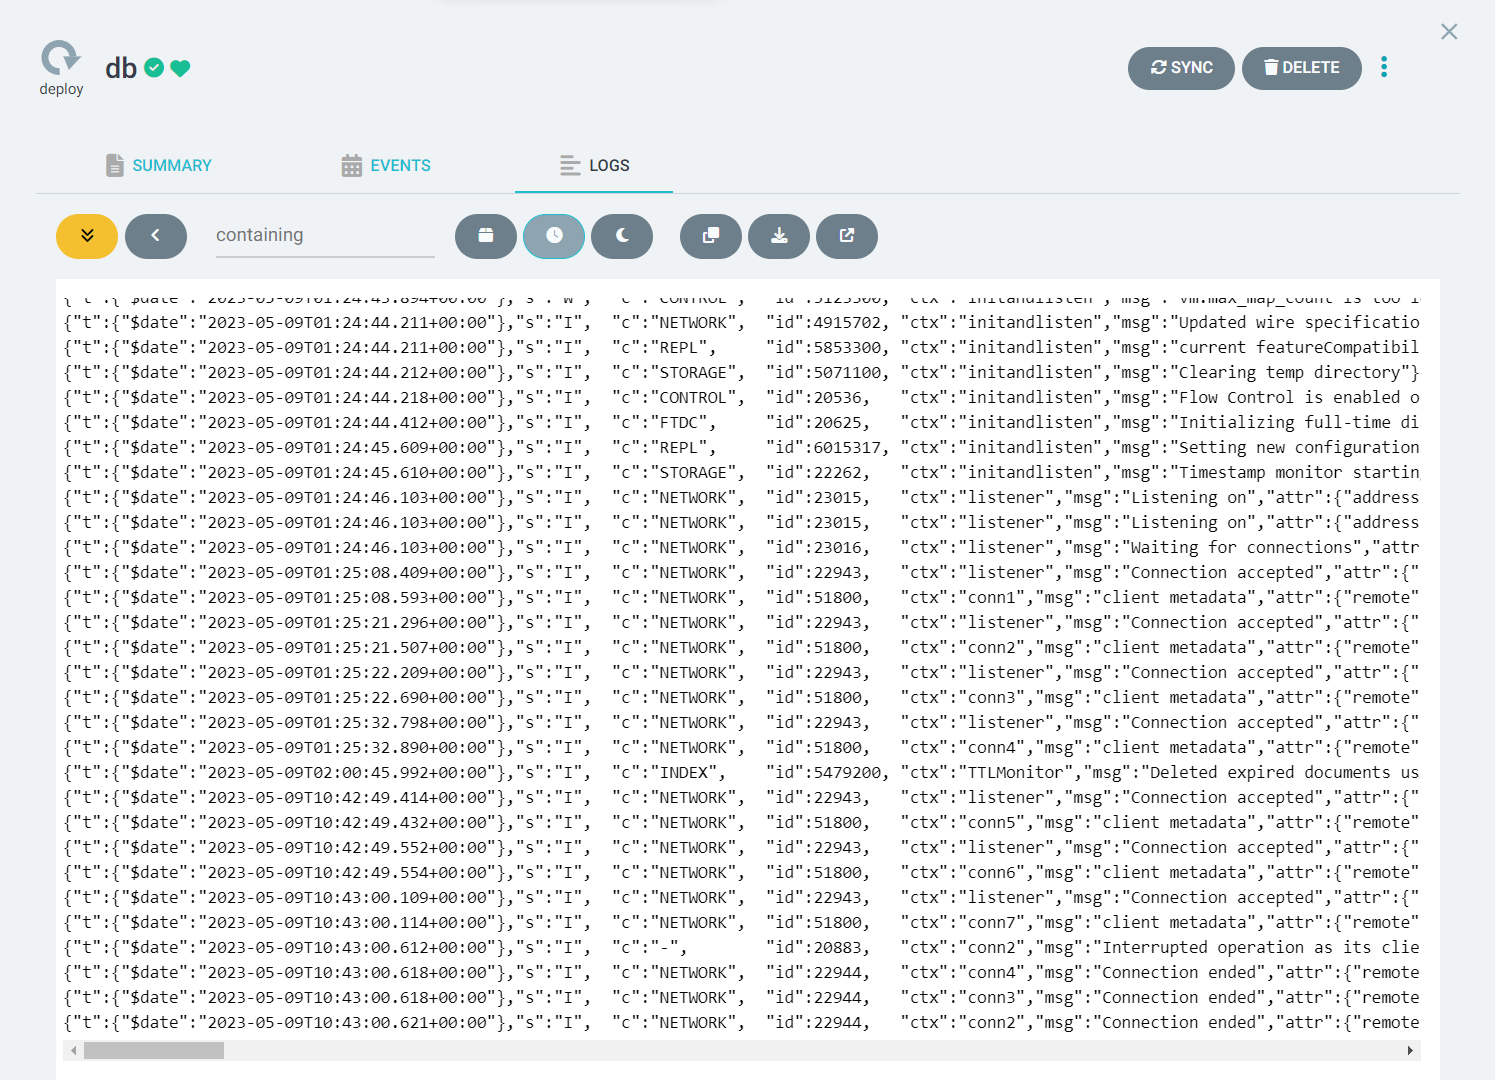 deploy
db
SYNC
DELETE
SUMMARY
EVENTS
LOGS
containing
{"t":{"$date":"2023-05-09T01:24:43.894+00:00"},"s":"W", "c":"CONTROL", "id":5123300, "ctx":"initandlisten","msg":"vm.max_map_count is too
{"t":{"$date":"2023-05-09T01:24:44.211+00:00"},"s":"I", "c":"NETWORK", "id":4915702, "ctx":"initandlisten","msg":"Updated wire specificatio
{"t":{"$date":"2023-05-09T01:24:44.211+00:00"},"s":"I", "c":"REPL", "id":5853300, "ctx":"initandlisten","msg":"current featureCompatibil
{"t":{"$date":"2023-05-09T01:24:44.212+00:00"},"s":"I", "c":"STORAGE", "id":5071100, "ctx":"initandlisten","msg":"Clearing temp directory"}
{"t":{"$date":"2023-05-09T01:24:44.218+00:00"},"s":"I", "c":"CONTROL", "id":20536, "ctx":"initandlisten","msg":"Flow Control is enabled o
{"t":{"$date":"2023-05-09T01:24:44.412+00:00"},"s":"I", "c":"FTDC", "id":20625, "ctx":"initandlisten","msg":"Initializing full-time di
{"t":{"$date":"2023-05-09T01:24:45.609+00:00"},"s":"I", "c":"REPL", "id":6015317, "ctx":"initandlisten","msg":"Setting new configuration
{"t":{"$date":"2023-05-09T01:24:45.610+00:00"},"s":"I", "c":"STORAGE", "id":22262, "ctx":"initandlisten","msg":"Timestamp monitor startin
{"t":{"$date":"2023-05-09T01:24:46.103+00:00"},"s":"I", "c":"NETWORK", "id":23015, "ctx":"listener","msg":"Listening on","attr":{"address
{"t":{"$date":"2023-05-09T01:24:46.103+00:00"},"s":"I", "c":"NETWORK", "id":23015, "ctx":"listener","msg":"Listening on","attr":{"address
{"t":{"$date":"2023-05-09T01:24:46.103+00:00"},"s":"I", "c":"NETWORK", "id":23016, "ctx":"listener","msg":"Waiting for connections","attr
{"t":{"$date":"2023-05-09T01:25:08.409+00:00"},"s":"I", "c":"NETWORK", "id":22943, "ctx":"listener","msg":"Connection accepted","attr":{"
{"t":{"$date":"2023-05-09T01:25:08.593+00:00"},"s":"I", "c":"NETWORK", "id":51800, "ctx":"conn1","msg":"client metadata","attr":{"remote"
{"t":{"$date":"2023-05-09T01:25:21.296+00:00"},"s":"I", "c":"NETWORK", "id":22943, "ctx":"listener","msg":"Connection accepted","attr":{"
{"t":{"$date":"2023-05-09T01:25:21.507+00:00"},"s":"I", "c":"NETWORK", "id":51800, "ctx":"conn2","msg":"client metadata","attr":{"remote"
{"t":{"$date":"2023-05-09T01:25:22.209+00:00"},"s":"I", "c":"NETWORK", "id":22943, "ctx":"listener","msg":"Connection accepted","attr":{"
{"t":{"$date":"2023-05-09T01:25:22.690+00:00"},"s":"I", "c":"NETWORK", "id":51800, "ctx":"conn3","msg":"client metadata","attr":{"remote"
{"t":{"$date":"2023-05-09T01:25:32.798+00:00"},"s":"I", "c":"NETWORK", "id":22943, "ctx":"listener","msg":"Connection accepted","attr":{"
{"t":{"$date":"2023-05-09T01:25:32.890+00:00"},"s":"I", "c":"NETWORK", "id":51800, "ctx":"conn4","msg":"client metadata","attr":{"remote"
{"t":{"$date":"2023-05-09T02:00:45.992+00:00"},"s":"I", "c":"INDEX", "id":5479200, "ctx":"TTLMonitor","msg":"Deleted expired documents us
{"t":{"$date":"2023-05-09T10:42:49.414+00:00"},"s":"I", "c":"NETWORK", "id":22943, "ctx":"listener","msg":"Connection accepted","attr":{"
{"t":{"$date":"2023-05-09T10:42:49.432+00:00"},"s":"I", "c":"NETWORK", "id":51800, "ctx":"conn5","msg":"client metadata","attr":{"remote"
{"t":{"$date":"2023-05-09T10:42:49.552+00:00"},"s":"I", "c":"NETWORK", "id":22943, "ctx":"listener","msg":"Connection accepted","attr":{"
{"t":{"$date":"2023-05-09T10:42:49.554+00:00"},"s":"I", "c":"NETWORK", "id":51800, "ctx":"conn6","msg":"client metadata","attr":{"remote"
{"t":{"$date":"2023-05-09T10:43:00.109+00:00"},"s":"I", "c":"NETWORK", "id":22943, "ctx":"listener","msg":"Connection accepted","attr":{"
{"t":{"$date":"2023-05-09T10:43:00.114+00:00"},"s":"I", "c":"NETWORK", "id":51800, "ctx":"conn7","msg":"client metadata","attr":{"remote"
{"t":{"$date":"2023-05-09T10:43:00.612+00:00"},"s":"I", "c":"-", "id":20883, "ctx":"conn2","msg":"Interrupted operation as its clie
{"t":{"$date":"2023-05-09T10:43:00.618+00:00"},"s":"I", "c":"NETWORK", "id":22944, "ctx":"conn4","msg":"Connection ended","attr":{"remote
{"t":{"$date":"2023-05-09T10:43:00.618+00:00"},"s":"I", "c":"NETWORK", "id":22944, "ctx":"conn3","msg":"Connection ended","attr":{"remote
{"t":{"$date":"2023-05-09T10:43:00.621+00:00"},"s":"I", "c":"NETWORK", "id":22944, "ctx":"conn2","msg":"Connection ended","attr":{"remote